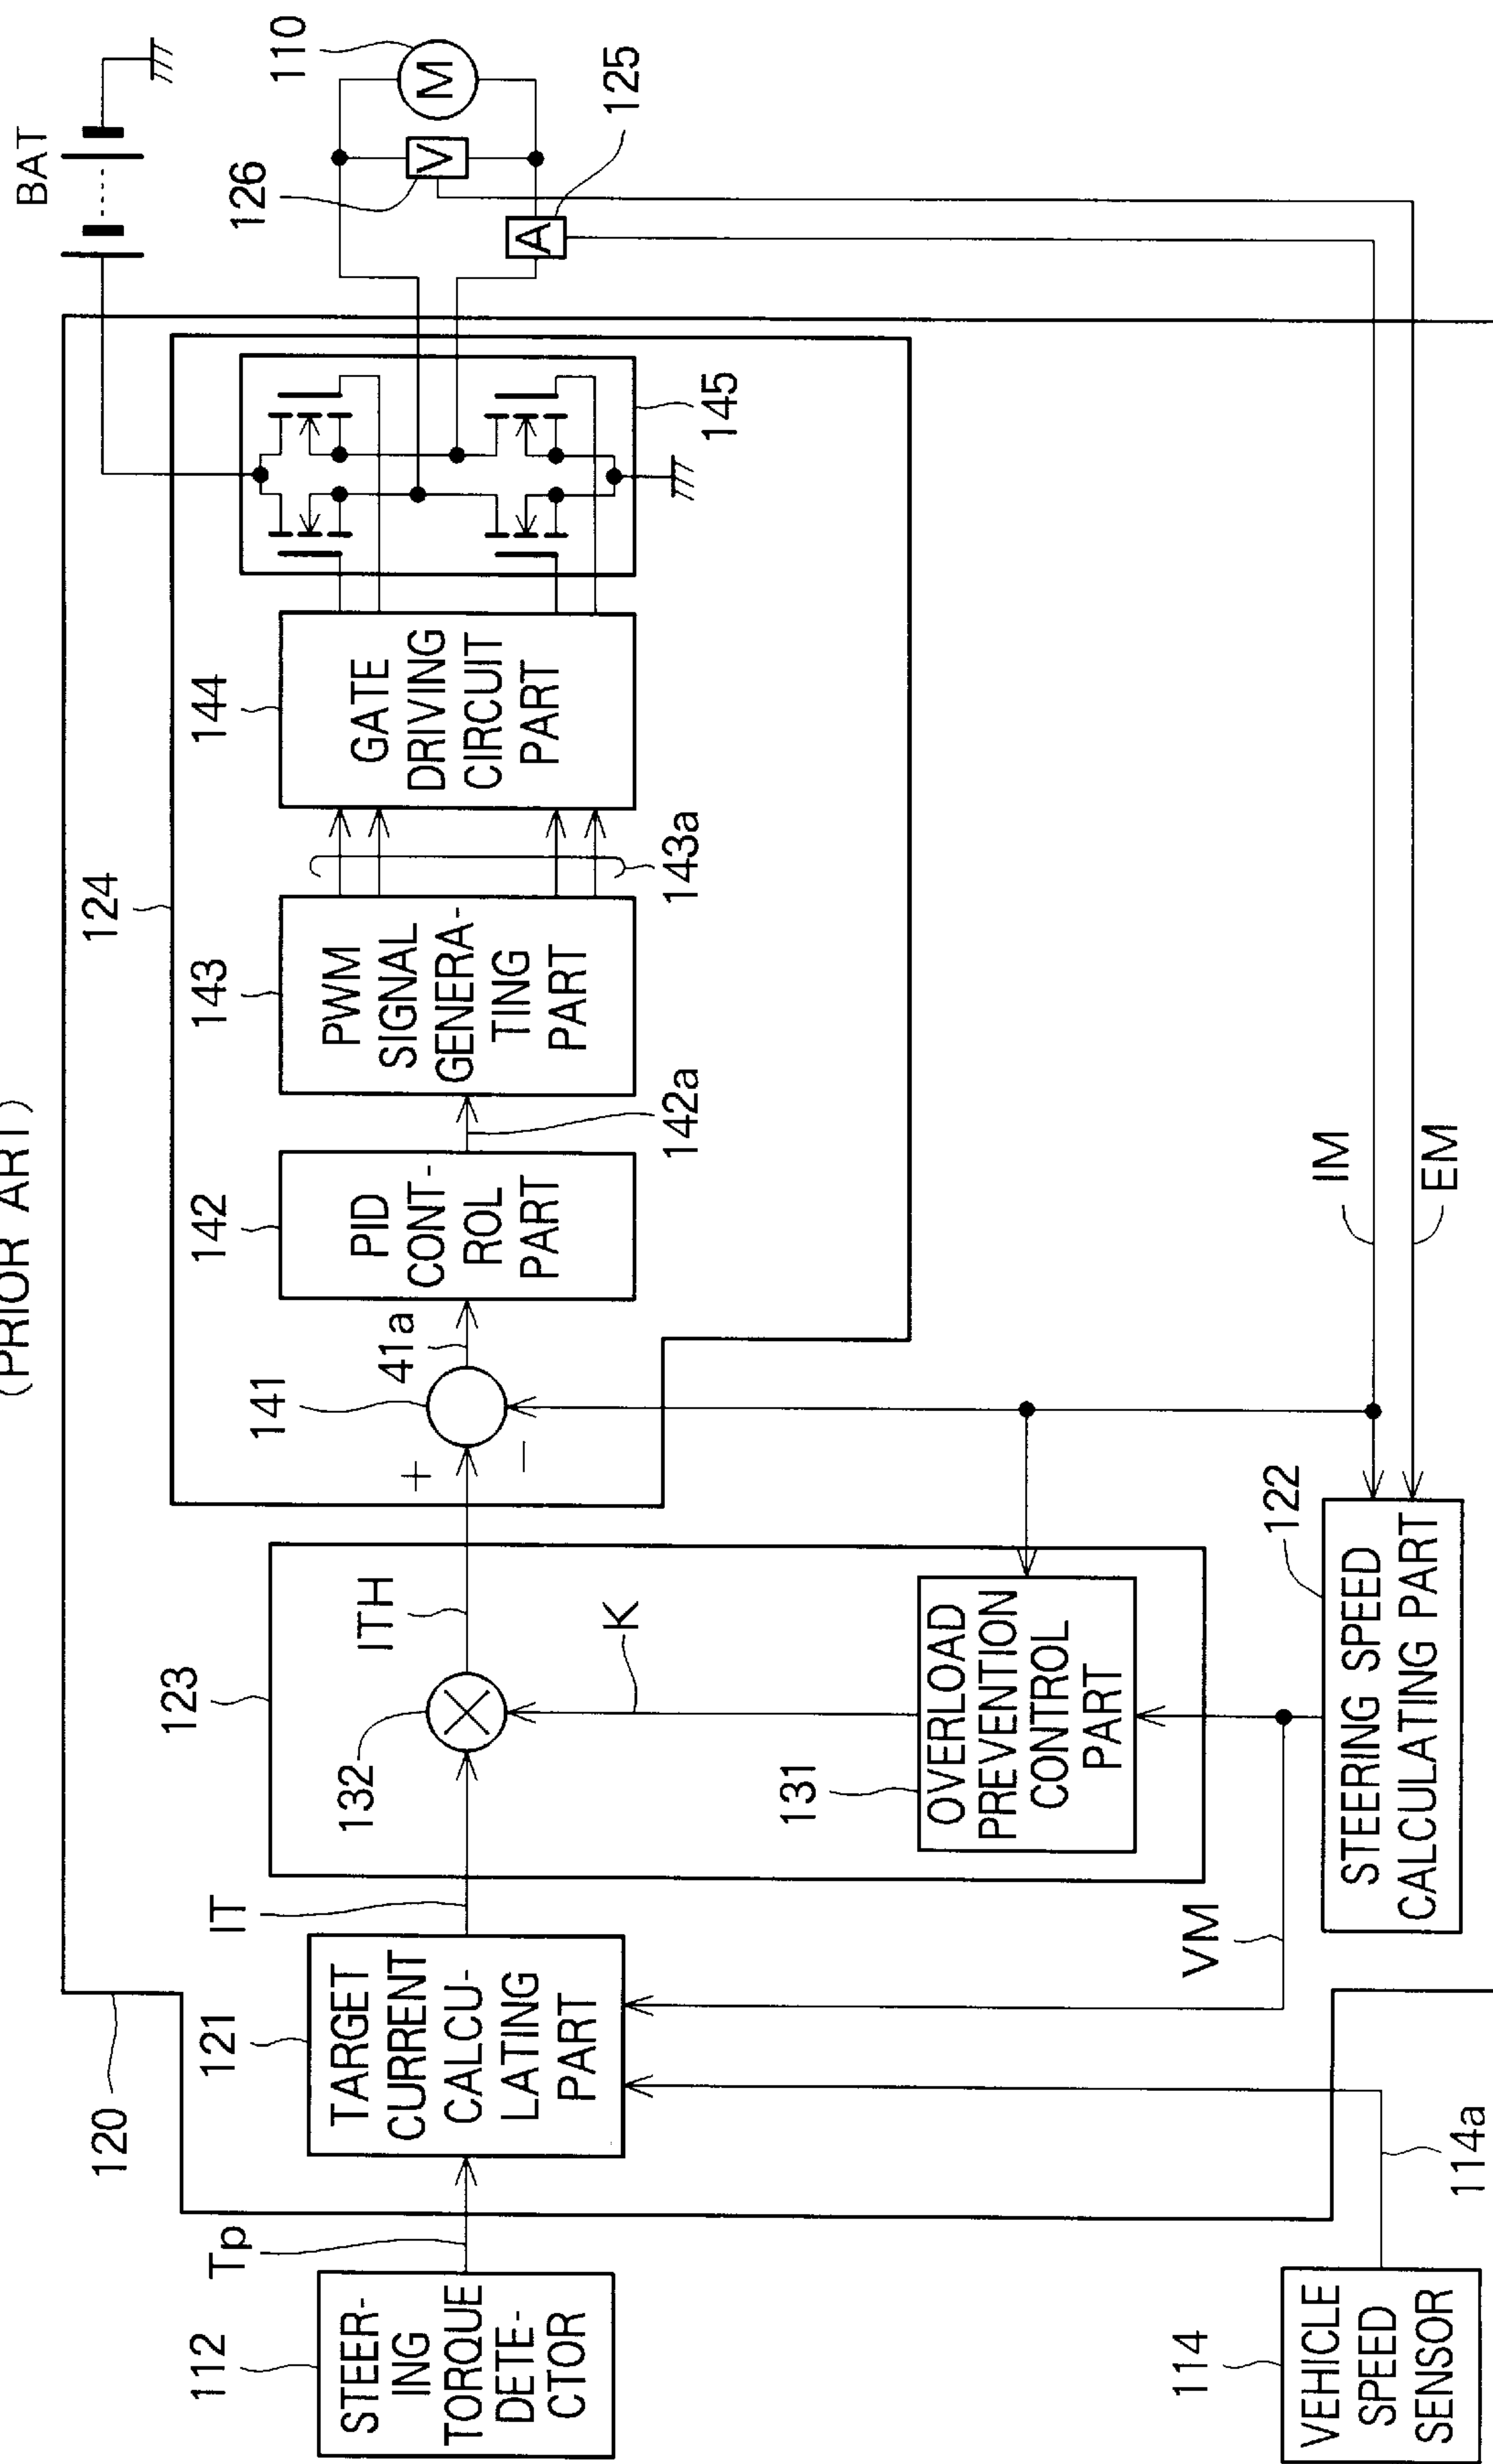 (PRIOR ART)
BAT
120
124
112
STEER-
ING
TORQUE
DETE-
CTOR
Tp
121
TARGET
CURRENT
CALCU-
LATING
PART
IT
123
132
ITH
K
131
OVERLOAD
PREVENTION
CONTROL
PART
141
+
−
41a
142
PID
CONT-
ROL
PART
142a
143
PWM
SIGNAL
GENERA-
TING
PART
143a
144
GATE
DRIVING
CIRCUIT
PART
145
126
V
110
M
A
125
VM
122
STEERING SPEED
CALCULATING PART
IM
EM
114
VEHICLE
SPEED
SENSOR
114a